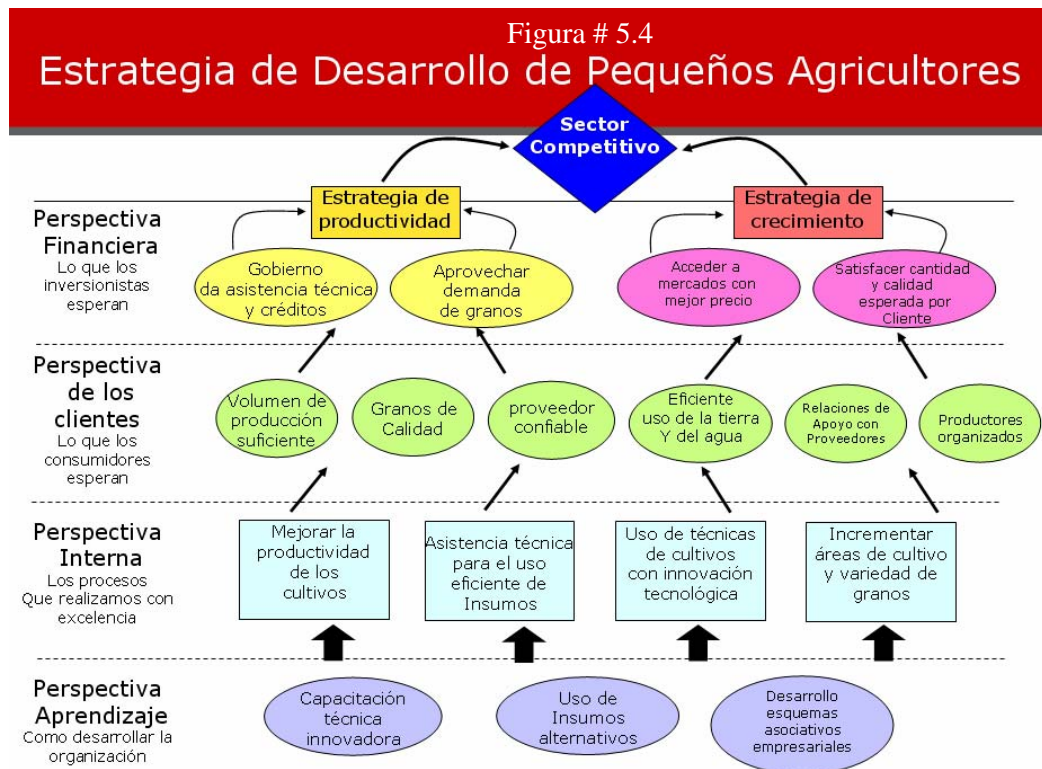 Figura # 5.4
Estrategia de Desarrollo de Pequeños Agricultores
Sector
Competitivo
Estrategia de
productividad
Estrategia de
crecimiento
Perspectiva
Financiera
Lo que los
inversionistas
esperan
Gobierno
da asistencia técnica
y créditos
Aprovechar
demanda
de granos
Acceder a
mercados con
mejor precio
Satisfacer cantidad
y calidad
esperada por
Cliente
Perspectiva
de los
clientes
Lo que los
consumidores
esperan
Volumen de
producción
suficiente
Granos de
Calidad
proveedor
confiable
Eficiente
uso de la tierra
Y del agua
Relaciones de
Apoyo con
Proveedores
Productores
organizados
Perspectiva
Interna
Los procesos
Que realizamos con
excelencia
Mejorar la
productividad
de los
cultivos
Asistencia técnica
para el uso
eficiente de
Insumos
Uso de técnicas
de cultivos
con innovación
tecnológica
Incrementar
áreas de cultivo
y variedad de
granos
Perspectiva
Aprendizaje
Como desarrollar la
organización
Capacitación
técnica
innovadora
Uso de
Insumos
alternativos
Desarrollo
esquemas
asociativos
empresariales